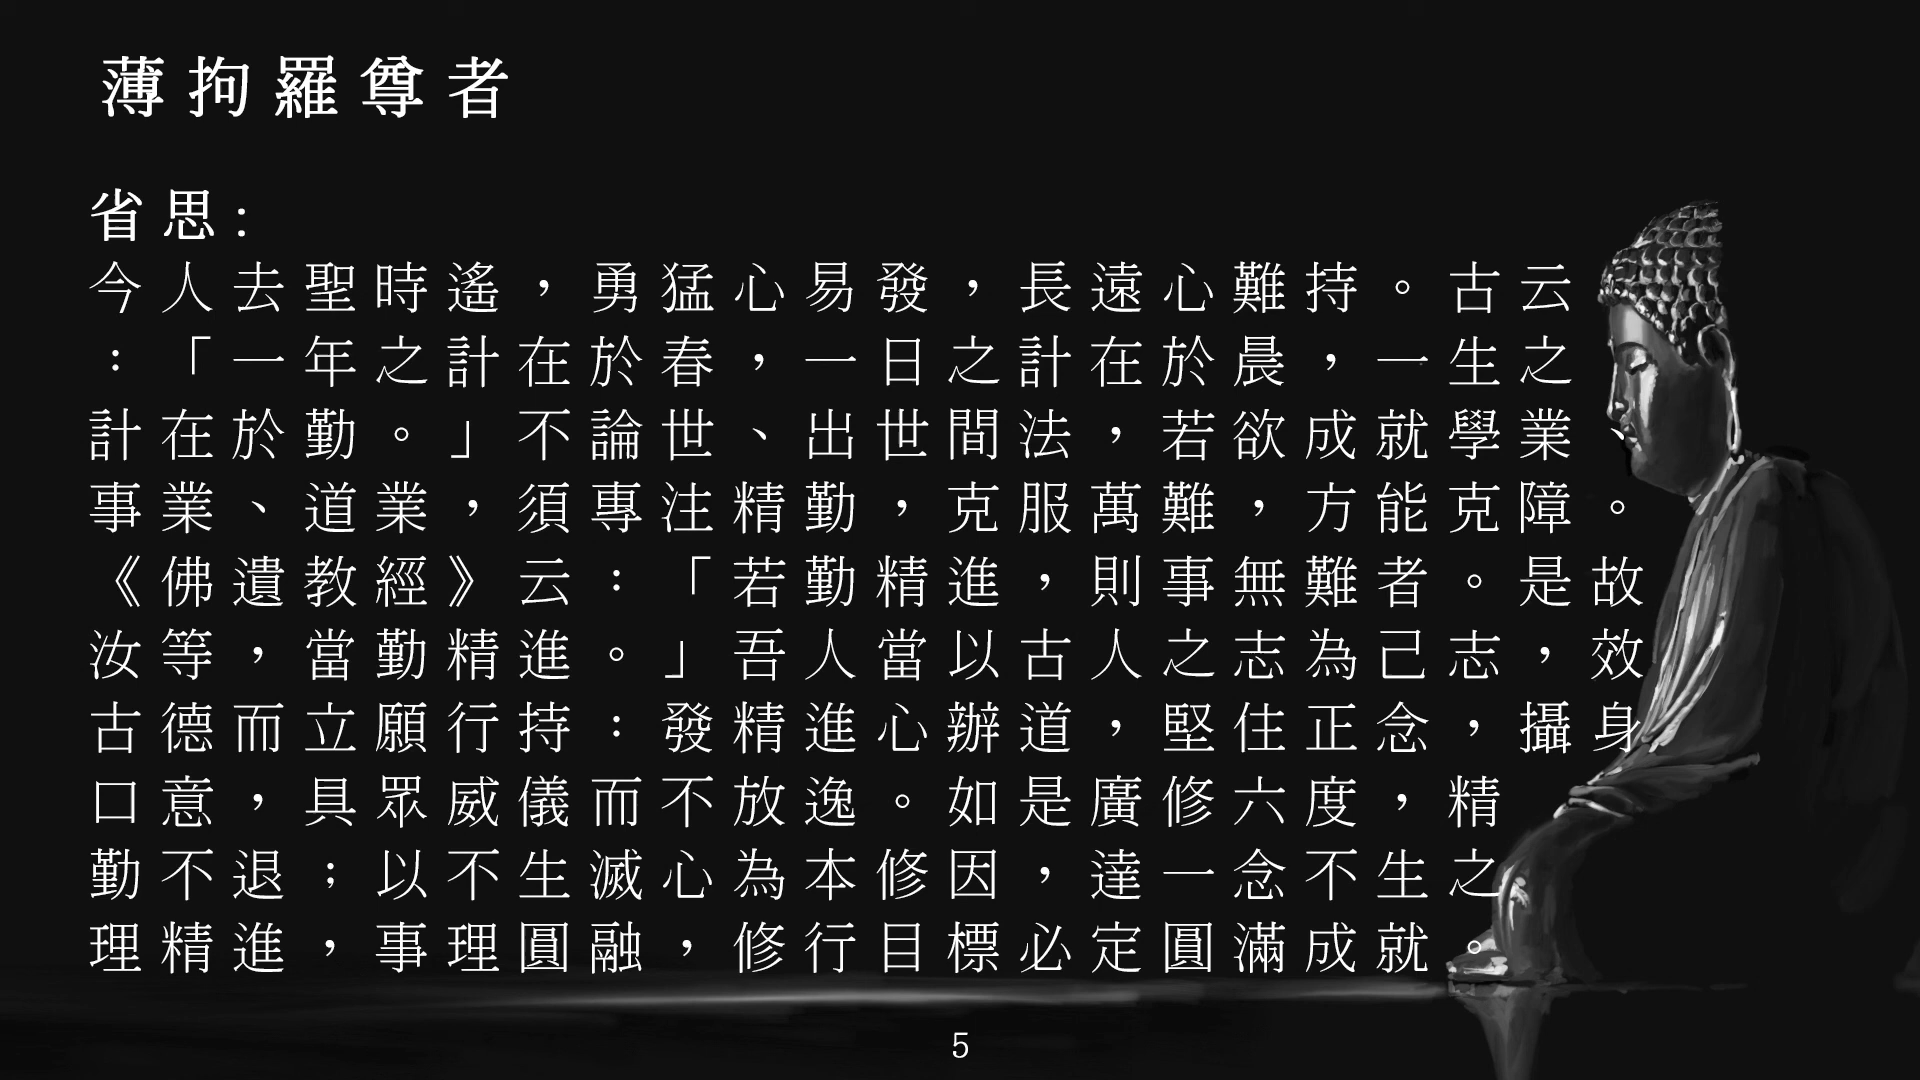 薄拘羅尊者
省思:
今人去聖時遙，勇猛心易發，長遠心難持。古云
：「一年之計在於春，一日之計在於晨，一生之
計在於勤。」不論世、出世間法，若欲成就學業、
事業、道業，須專注精勤，克服萬難，方能克障。
《佛遺教經》云：「若勤精進，則事無難者。是故
汝等，當勤精進。」吾人當以古人之志為己志，效
古德而立願行持：發精進心辦道，堅住正念，攝身
口意，具眾威儀而不放逸。如是廣修六度，精
勤不退；以不生滅心為本修因，達一念不生之
理精進，事理圓融，修行目標必定圓滿成就。
5